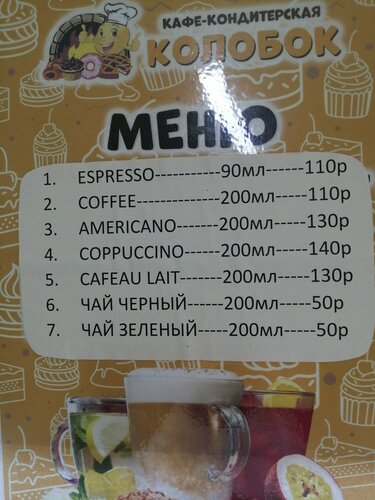 КАФЕ-КОНДИТЕРСКАЯ
КОЛОБОК
МЕНЮ
1. ESPRESSO------------90мл------110р
2. COFFEE------------200мл------110р
3. AMERICANO-------200мл-----130р
4. COPPUCCINO------200мл-----140р
5. CAFEAU LAIT-------200мл-----130р
6. ЧАЙ ЧЕРНЫЙ------200мл-----50р
7. ЧАЙ ЗЕЛЕНЫЙ-----200мл-----50р